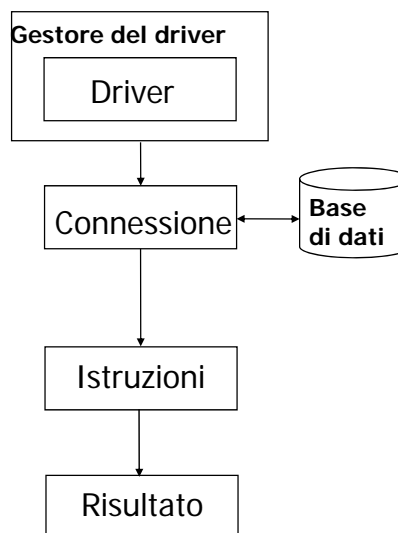 Gestore del driver
Driver
Connessione
Base
di dati
Istruzioni
Risultato